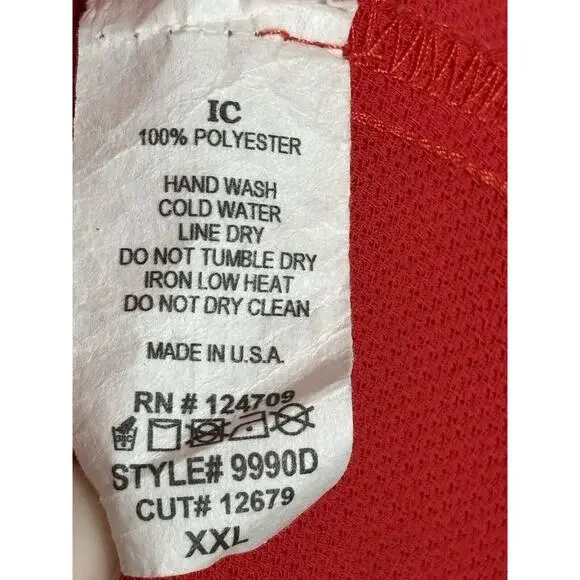 IC
100% POLYESTER
HAND WASH
COLD WATER
LINE DRY
DO NOT TUMBLE DRY
IRON LOW HEAT
DO NOT DRY CLEAN
MADE IN U.S.A.
RN # 124709
STYLE# 9990D
CUT# 12679
XXL